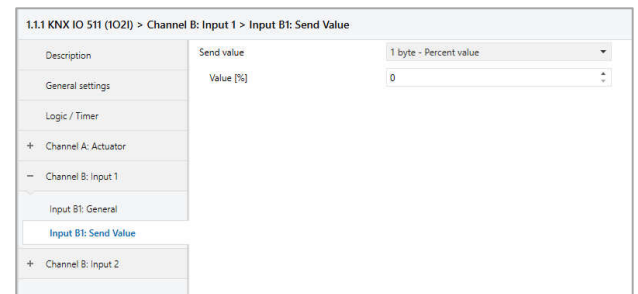 1.1.1 KNX IO 511 (1O2I) > Channel B: Input 1 > Input B1: Send Value
Description
Send value
1 byte - Percent value
General settings
Value [%]
0
Logic / Timer
+ Channel A: Actuator
− Channel B: Input 1
Input B1: General
Input B1: Send Value
+ Channel B: Input 2